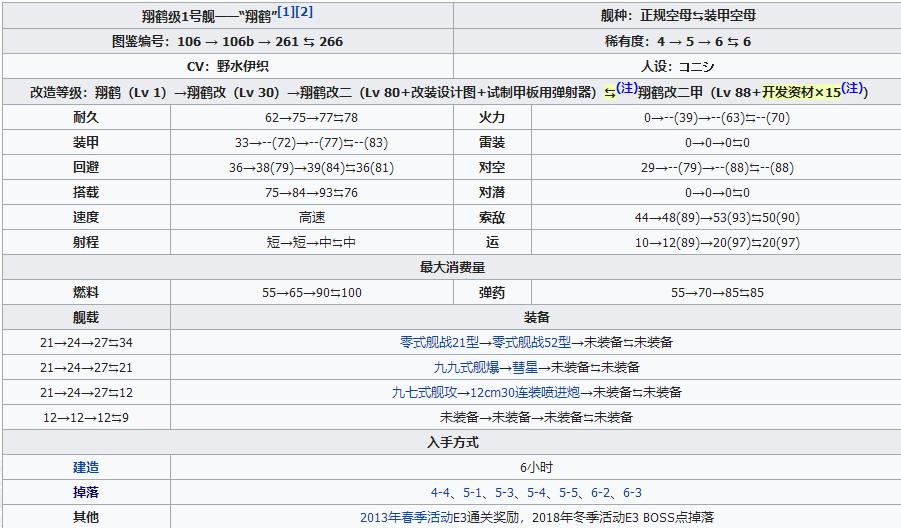 翔鹤级1号舰——“翔鹤”[1][2] 舰种：正规空母⇆装甲空母
图鉴编号：106 → 106b → 261 ⇆ 266 稀有度：4 → 5 → 6 ⇆ 6
CV：野水伊织 人设：コニシ
改造等级：翔鹤（Lv 1）→翔鹤改（Lv 30）→翔鹤改二（Lv 80+改装设计图+试制甲板用弹射器）⇆(注)翔鹤改二甲（Lv 88+开发资材×15(注)）
耐久 62→75→77⇆78 火力 0→--(39)→--(63)⇆--(70)
装甲 33→--(72)→--(77)⇆--(83) 雷装 0→0→0⇆0
回避 36→38(79)→39(84)⇆36(81) 对空 29→--(79)→--(88)⇆--(88)
搭载 75→84→93⇆76 对潜 0→0→0⇆0
速度 高速 索敌 44→48(89)→53(93)⇆50(90)
射程 短→短→中⇆中 运 10→12(89)→20(97)⇆20(97)
最大消费量
燃料 55→65→90⇆100 弹药 55→70→85⇆85
舰载 装备
21→24→27⇆34 零式舰战21型→零式舰战52型→未装备⇆未装备
21→24→27⇆21 九九式舰爆→彗星→未装备⇆未装备
21→24→27⇆12 九七式舰攻→12cm30连装喷进炮→未装备⇆未装备
12→12→12⇆9 未装备→未装备→未装备⇆未装备
入手方式
建造 6小时
掉落 4-4、5-1、5-3、5-4、5-5、6-2、6-3
其他 2013年春季活动E3通关奖励，2018年冬季活动E3 BOSS点掉落